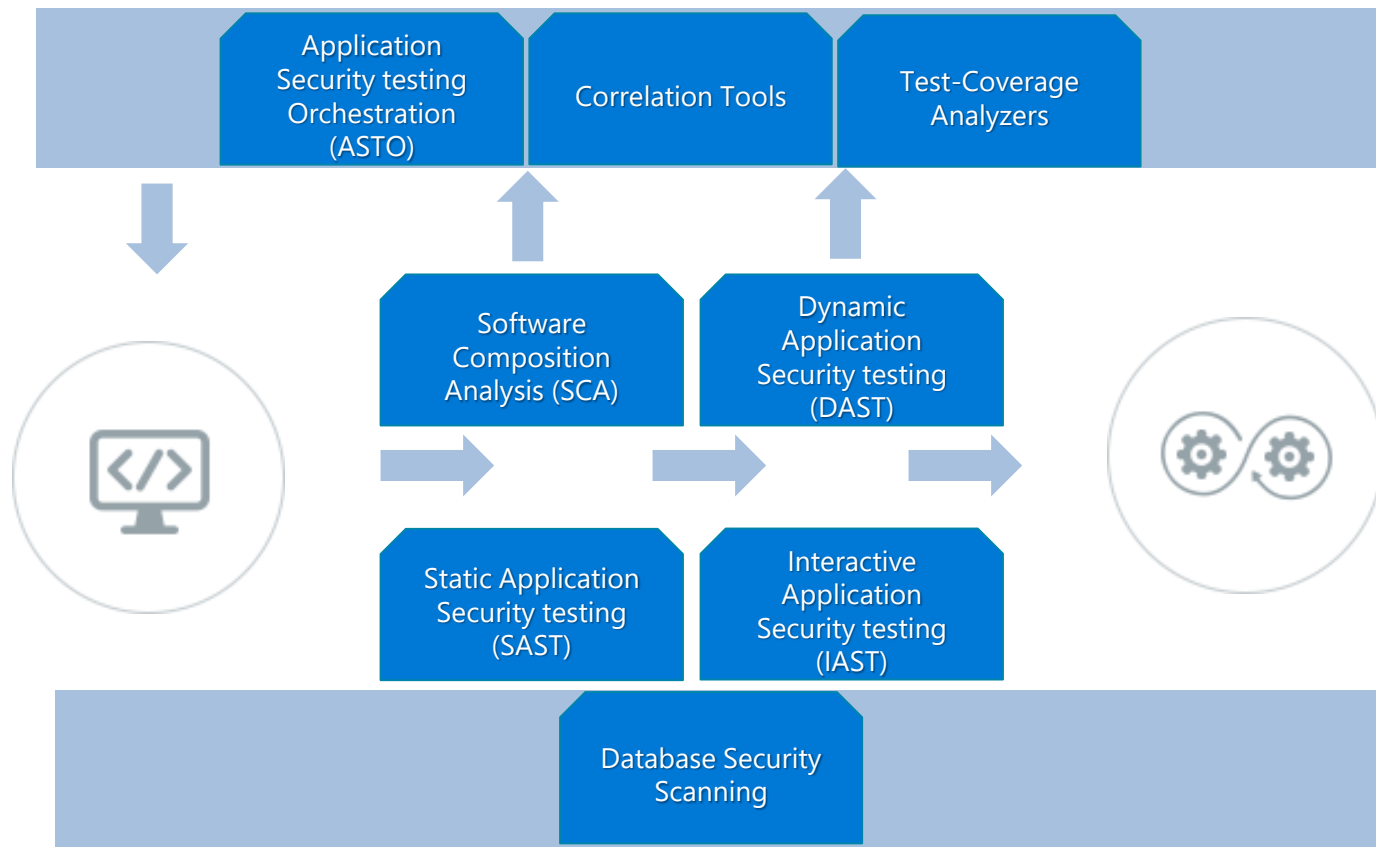 Application
Security testing
Orchestration
(ASTO)
Correlation Tools
Test-Coverage
Analyzers
Software
Composition
Analysis (SCA)
Dynamic
Application
Security testing
(DAST)
</>
Static Application
Security testing
(SAST)
Interactive
Application
Security testing
(IAST)
Database Security
Scanning